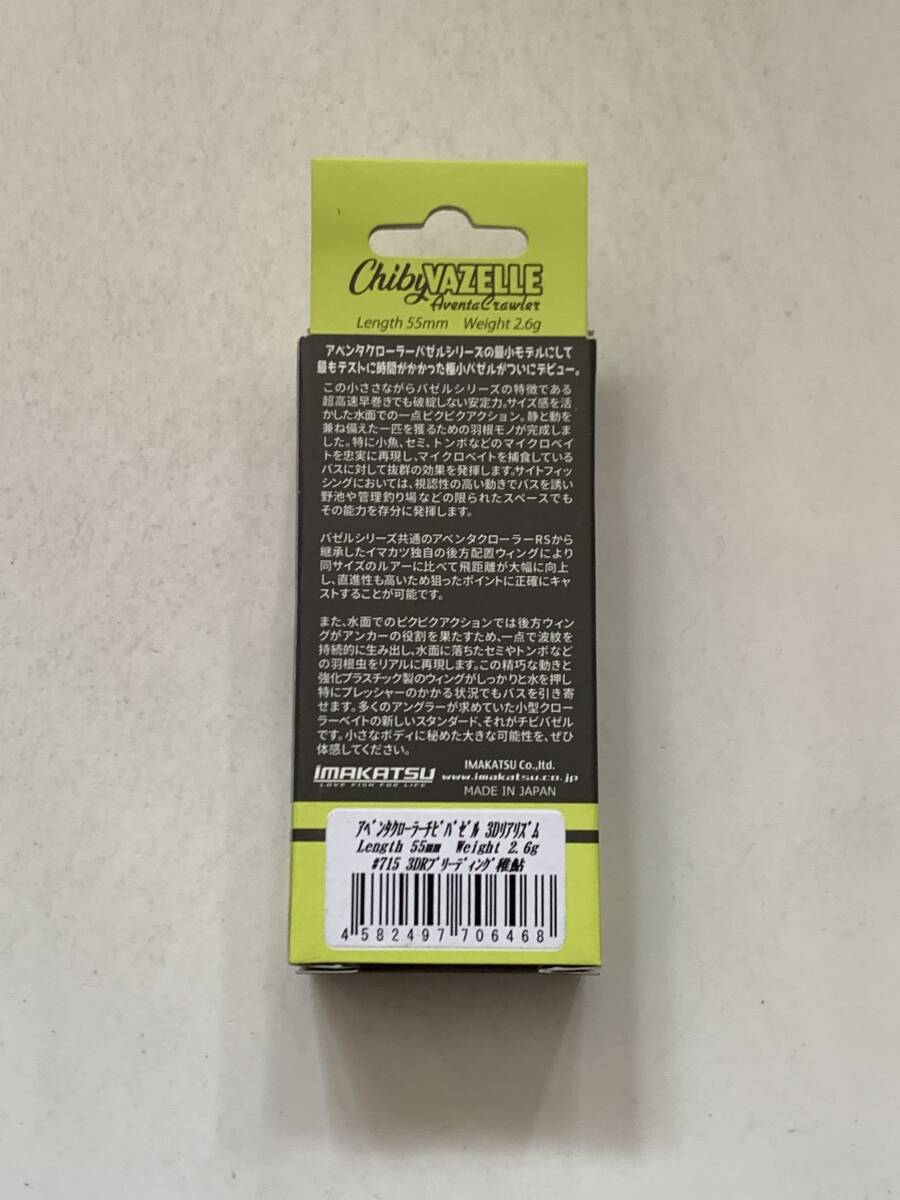 ChibyVAZELLE
AventaCrawler
Length 55mm Weight 2.6g
アベンタクローラーバゼルシリーズの最小モデルにして
最もテストに時間がかかった極小バゼルがついにデビュー。
この小ささながらバゼルシリーズの特徴である
超高速早巻きでも破綻しない安定力。サイズ感を活
かした水面での一点ピクピクアクション。静と動を
兼ね備えた一匹を獲るための羽根モノが完成しまし
た。特に小魚、セミ、トンボなどのマイクロベイ
トを忠実に再現し、マイクロベイトを捕食している
バスに対して抜群の効果を発揮します。サイトフィッ
シングにおいては、視認性の高い動きでバスを誘い
野池や管理釣り場などの限られたスペースでも
その能力を存分に発揮します。
バゼルシリーズ共通のアベンタクローラーRSから
継承したイマカツ独自の後方配置ウィングにより
同サイズのルアーに比べて飛距離が大幅に向上
し、直進性も高いため狙ったポイントに正確にキャ
ストすることが可能です。
また、水面でのピクピクアクションでは後方ウィン
グがアンカーの役割を果たすため、一点で波紋を
持続的に生み出し、水面に落ちたセミやトンボなど
の羽根虫をリアルに再現します。この精巧な動きと
強化プラスチック製のウィングがしっかりと水を押し
特にプレッシャーのかかる状況でもバスを引き寄
せます。多くのアングラーが求めていた小型クロー
ラーベイトの新しいスタンダード、それがチビバゼル
です。小さなボディに秘めた大きな可能性を、ぜひ
体感してください。
IMAKATSU
LOVE FISH FOR LIFE
IMAKATSU Co.,ltd.
www.imakatsu.co.jp
MADE IN JAPAN
ｱﾍﾞﾝﾀｸﾛｰﾗｰﾁﾋﾞﾊﾞｾﾞﾙ 3Dﾘｱﾘｽﾞﾑ
Length 55mm Weight 2.6g
#715 3DRﾌﾞﾘｰﾃﾞｨﾝｸﾞ稚鮎
4 582497 706468